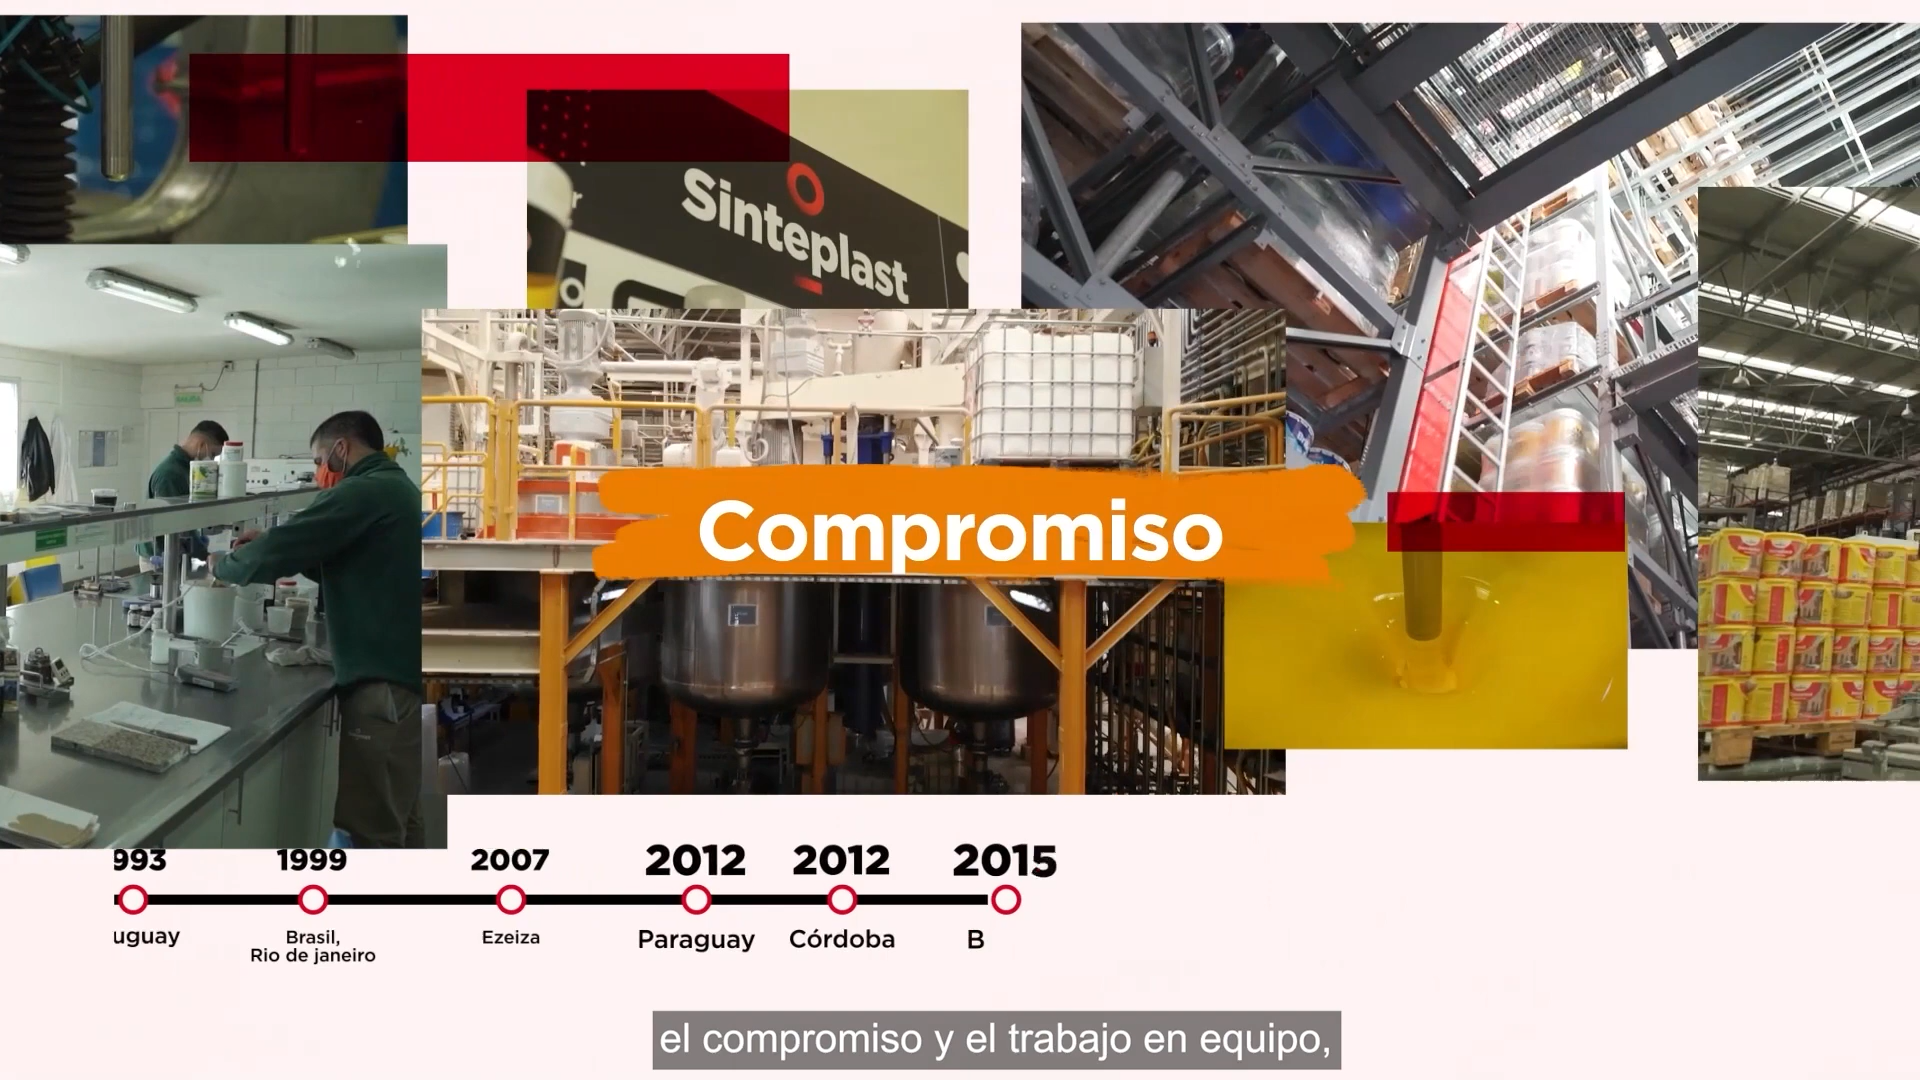 Sinteplast
SALIDA
Compromiso
993
1999
2007
2012
2012
2015
uguay
Brasil,
Rio de janeiro
Ezeiza
Paraguay
Córdoba
B
el compromiso y el trabajo en equipo,